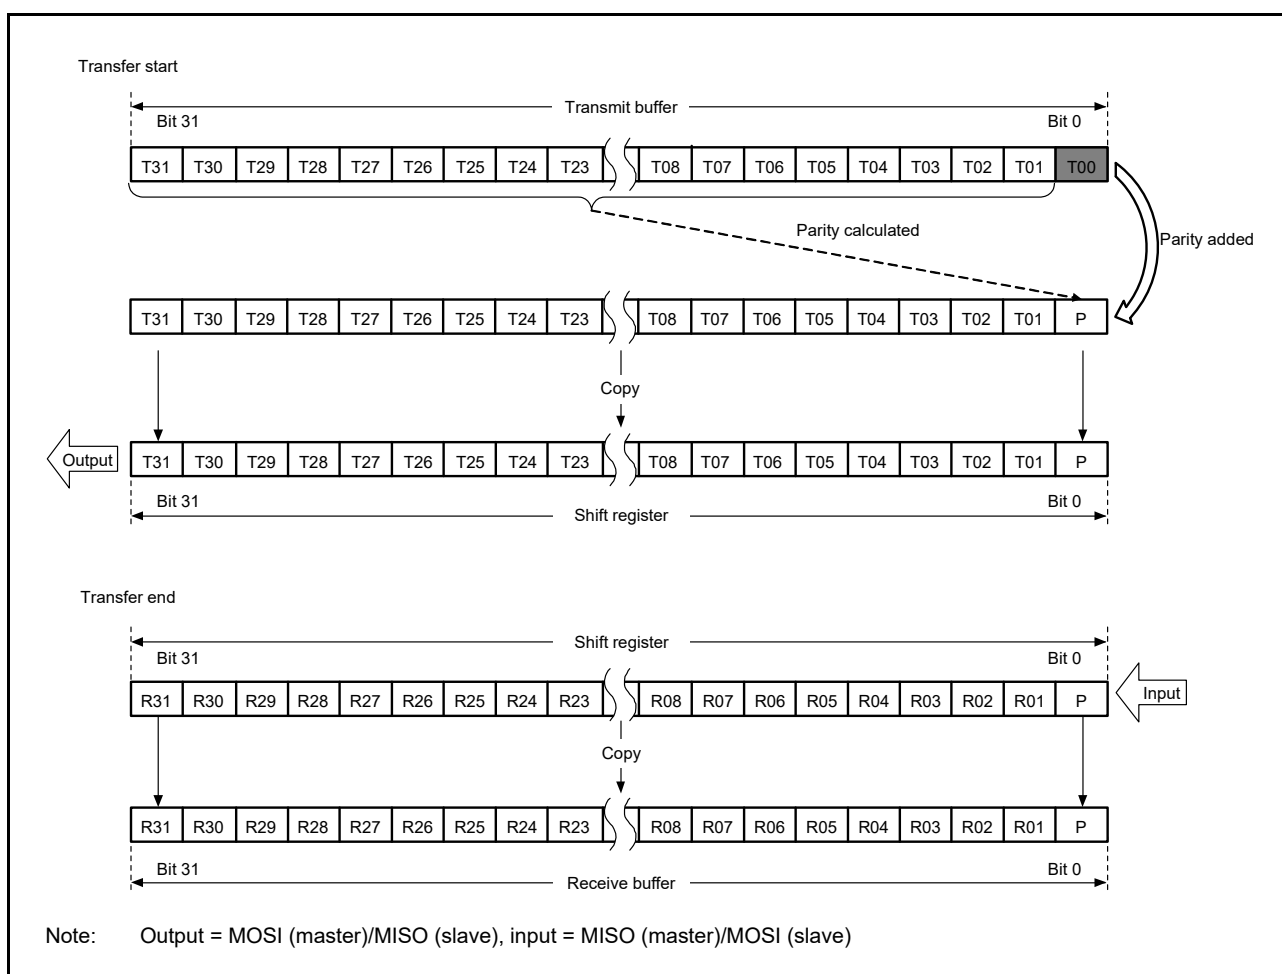 Transfer start
Transmit buffer
Bit 31 Bit 0
T31 T30 T29 T28 T27 T26 T25 T24 T23 T08 T07 T06 T05 T04 T03 T02 T01 T00
Parity calculated
Parity added
T31 T30 T29 T28 T27 T26 T25 T24 T23 T08 T07 T06 T05 T04 T03 T02 T01 P
Copy
Output
T31 T30 T29 T28 T27 T26 T25 T24 T23 T08 T07 T06 T05 T04 T03 T02 T01 P
Bit 31 Bit 0
Shift register
Transfer end
Shift register
Bit 31 Bit 0
R31 R30 R29 R28 R27 R26 R25 R24 R23 R08 R07 R06 R05 R04 R03 R02 R01 P
Input
Copy
R31 R30 R29 R28 R27 R26 R25 R24 R23 R08 R07 R06 R05 R04 R03 R02 R01 P
Bit 31 Bit 0
Receive buffer
Note: Output = MOSI (master)/MISO (slave), input = MISO (master)/MOSI (slave)